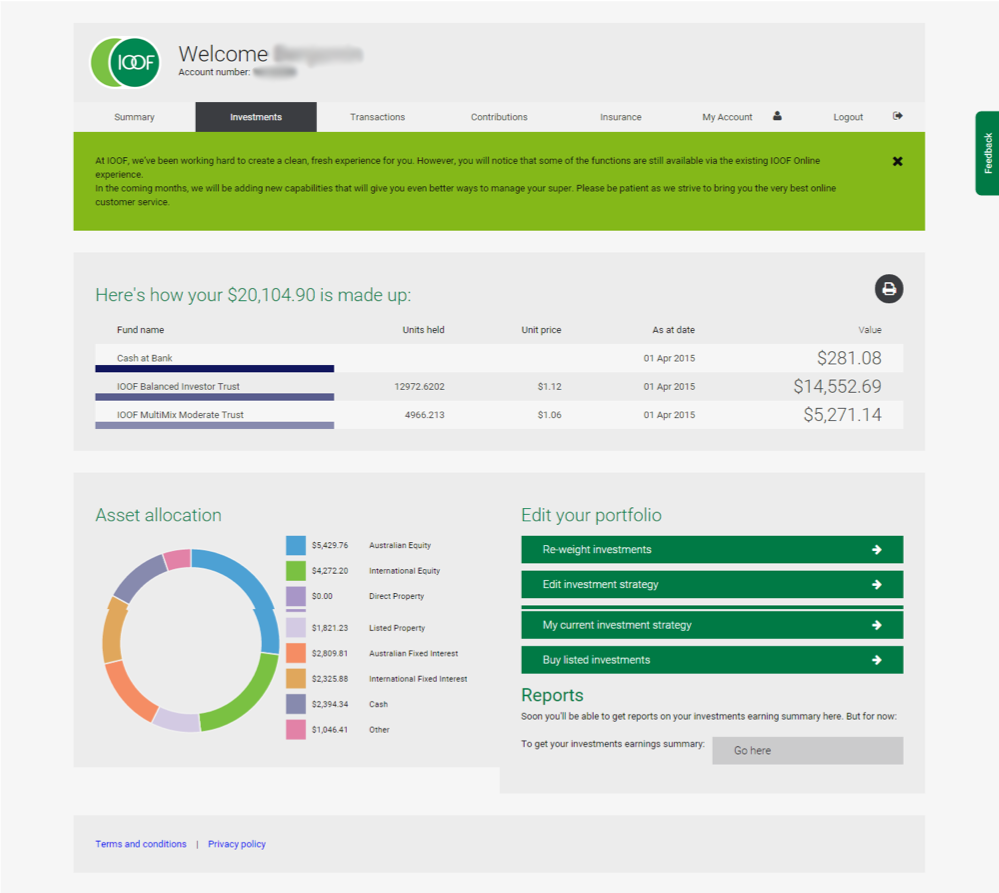 IOOF
Welcome
Account number:
Summary Investments Transactions Contributions Insurance My Account Logout
Feedback
At IOOF, we've been working hard to create a clean, fresh experience for you. However, you will notice that some of the functions are still available via the existing IOOF Online
experience.
In the coming months, we will be adding new capabilities that will give you even better ways to manage your super. Please be patient as we strive to bring you the very best online
customer service.
Here's how your $20,104.90 is made up:
Fund name Units held Unit price As at date Value
Cash at Bank 01 Apr 2015 $281.08
IOOF Balanced Investor Trust 12972.6202 $1.12 01 Apr 2015 $14,552.69
IOOF MultiMix Moderate Trust 4966.213 $1.06 01 Apr 2015 $5,271.14
Asset allocation
$5,429.76 Australian Equity
$4,272.20 International Equity
$0.00 Direct Property
$1,821.23 Listed Property
$2,809.81 Australian Fixed Interest
$2,325.88 International Fixed Interest
$2,394.34 Cash
$1,046.41 Other
Edit your portfolio
Re-weight investments
Edit investment strategy
My current investment strategy
Buy listed investments
Reports
Soon you'll be able to get reports on your investments earning summary here. But for now:
To get your investments earnings summary: Go here
Terms and conditions | Privacy policy